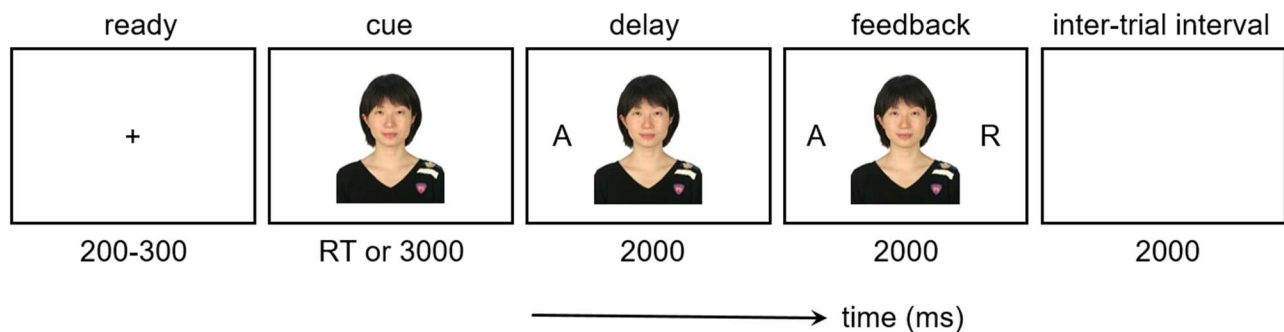 ready cue delay feedback inter-trial interval
+
A
A R
200-300 RT or 3000 2000 2000 2000
time (ms)